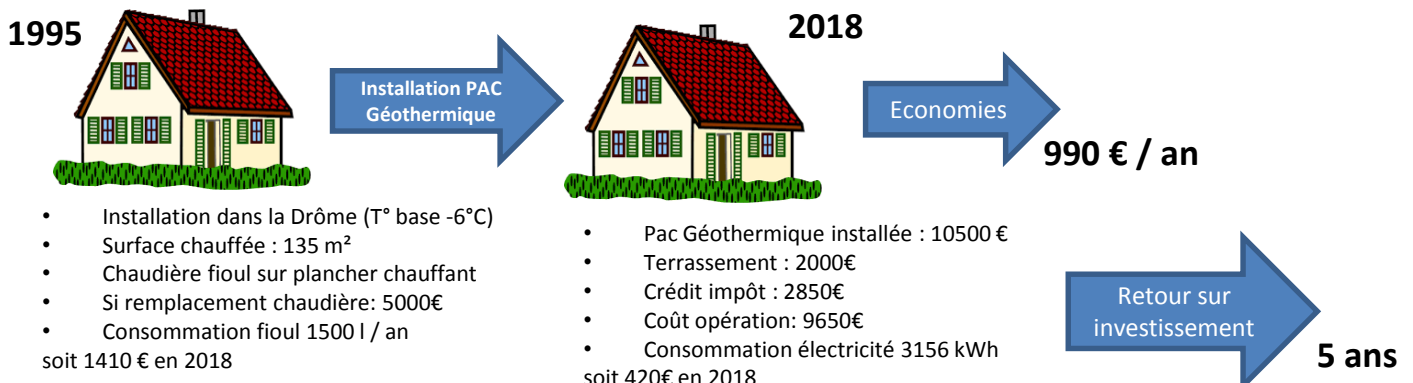 1995
Installation PAC
Géothermique
2018
Economies
990 € / an
• Installation dans la Drôme (T° base -6°C)
• Surface chauffée : 135 m²
• Chaudière fioul sur plancher chauffant
• Si remplacement chaudière: 5000€
• Consommation fioul 1500 l / an
soit 1410 € en 2018
• Pac Géothermique installée : 10500 €
• Terrassement : 2000€
• Crédit impôt : 2850€
• Coût opération: 9650€
• Consommation électricité 3156 kWh
soit 420€ en 2018
Retour sur
investissement
5 ans